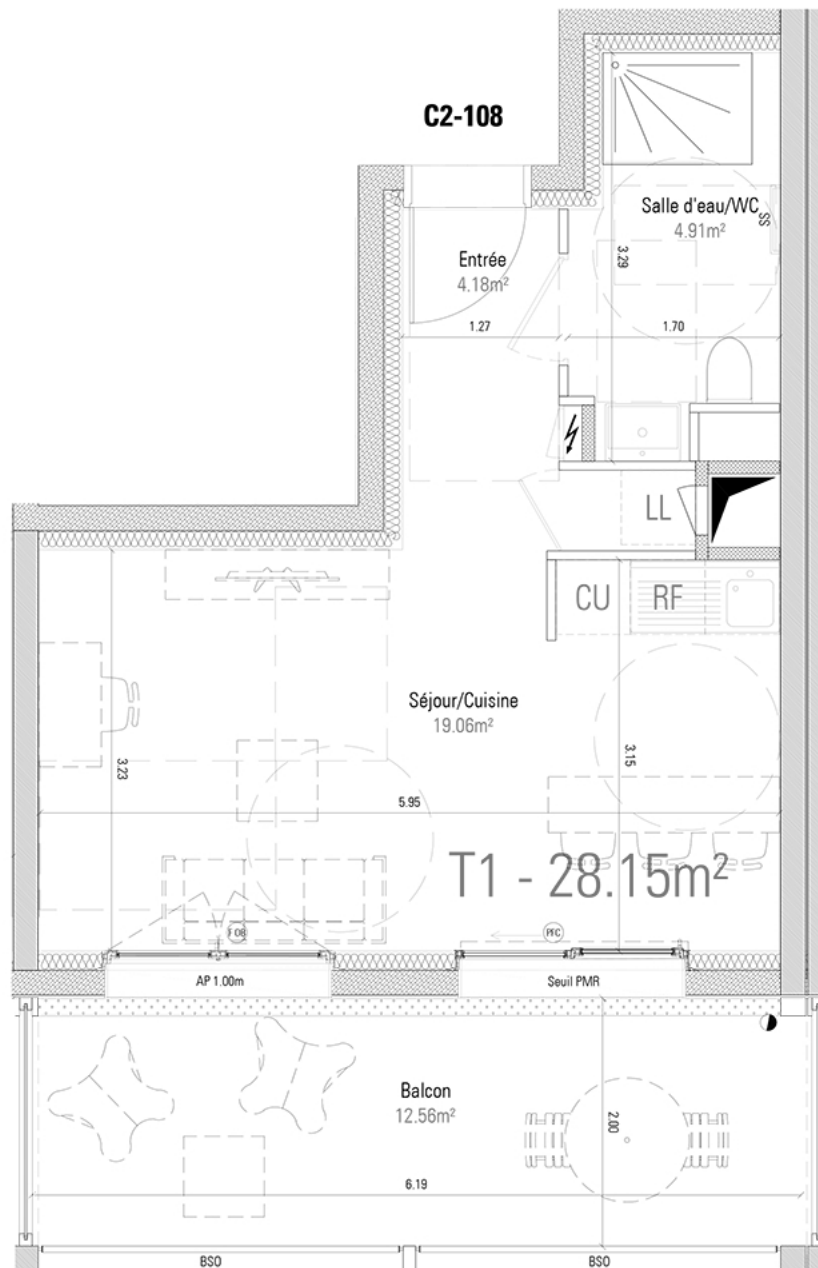 C2-108
Salle d'eau/WC
SS
4.91m²
3.29
Entrée
4.18m²
1.27
1.70
LL
CU
RF
Séjour/Cuisine
19.06m²
3.23
3.15
5.95
T1 - 28.15m²
F OB
PFC
AP 1.00m
Seuil PMR
Balcon
12.56m²
2.00
6.19
BSO
BSO